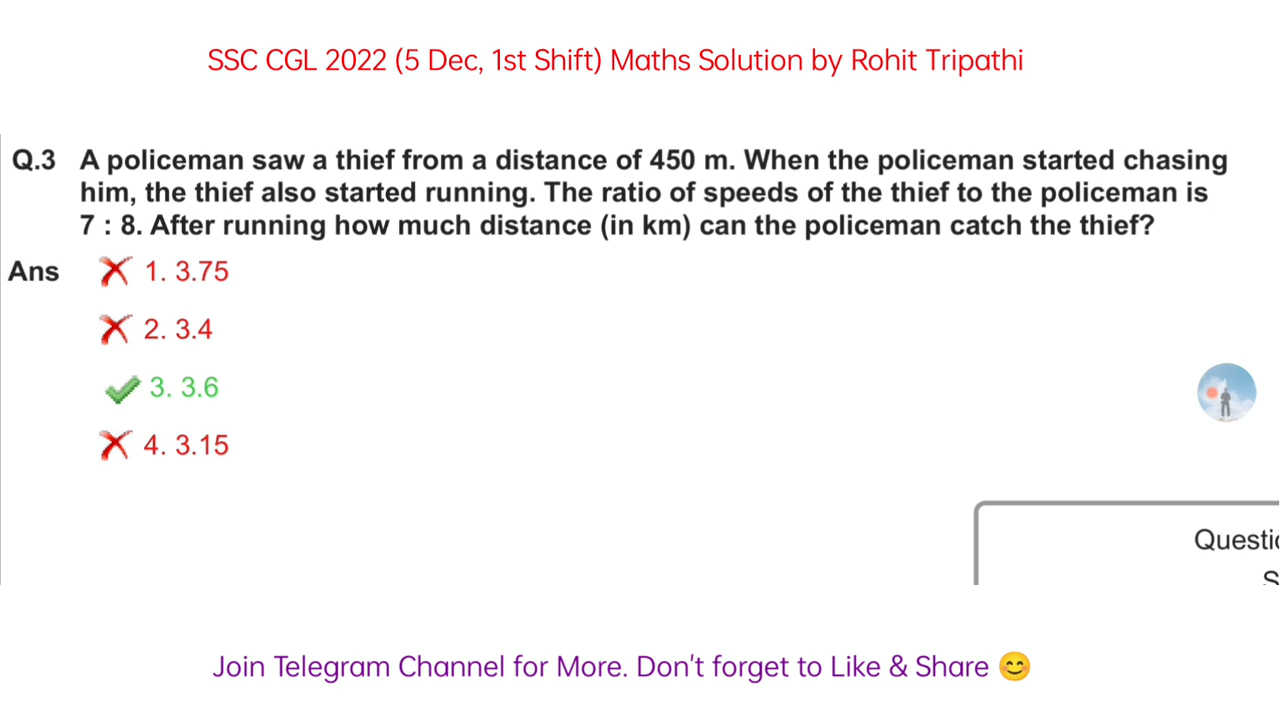 SSC CGL 2022 (5 Dec, 1st Shift) Maths Solution by Rohit Tripathi
Q.3 A policeman saw a thief from a distance of 450 m. When the policeman started chasing
him, the thief also started running. The ratio of speeds of the thief to the policeman is
7 : 8. After running how much distance (in km) can the policeman catch the thief?
Ans 1. 3.75
2. 3.4
3. 3.6
4. 3.15
Join Telegram Channel for More. Don't forget to Like & Share 😊